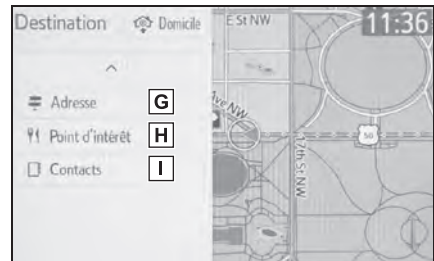 Destination Domicile
E St NW
11:36
Adresse G
Ave NW
Point d'intérêt H
50
17th St NW
Contacts I